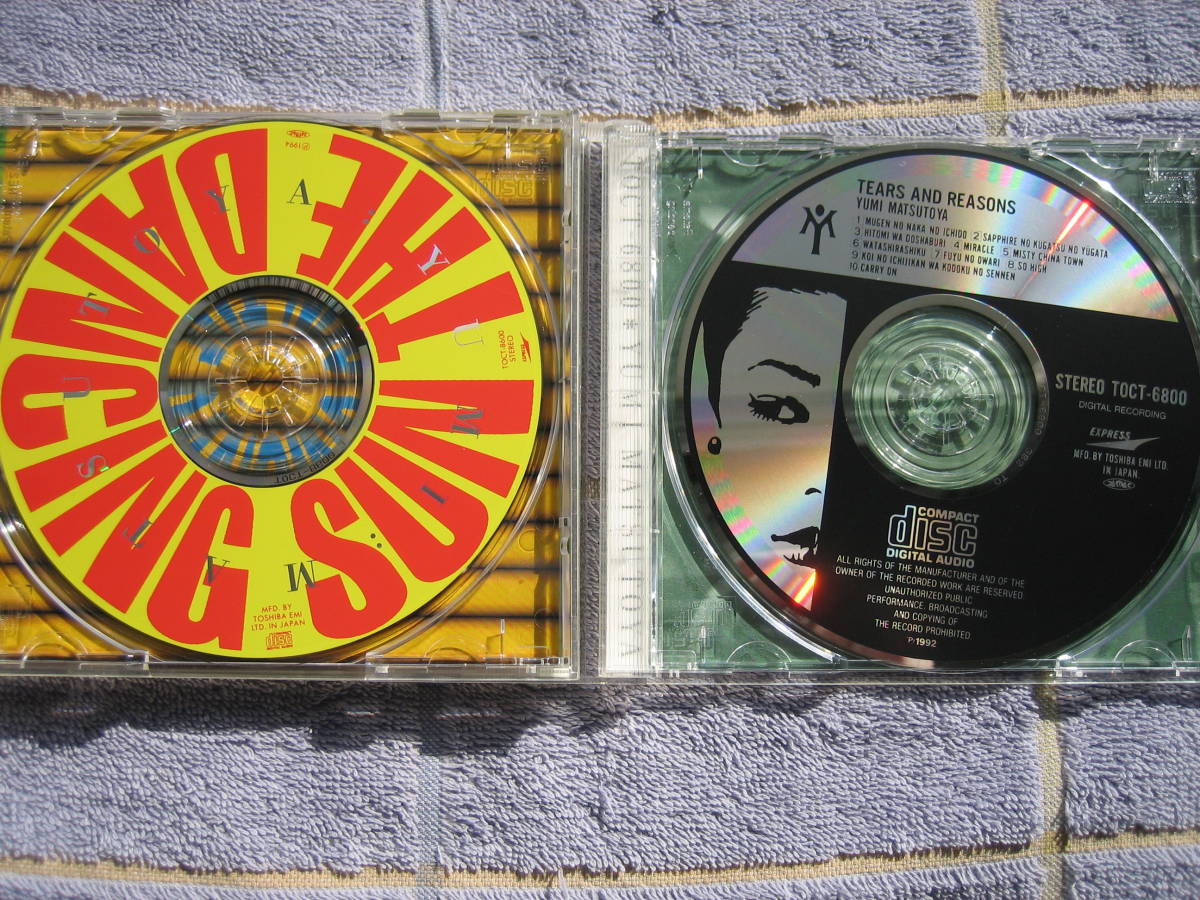 THE DANCING SUN
YUMI MATSUTOYA
℗1994
TOCT-8600
STEREO
MFD. BY
TOSHIBA EMI
LTD. IN JAPAN
TEARS AND REASONS
YUMI MATSUTOYA
1 MUGEN NO NAKA NO ICHIDO 2 SAPPHIRE NO KUGATSU NO YŪGATA
3 HITOMI WA DOSHABURI 4 MIRACLE 5 MISTY CHINA TOWN
6 WATASHIRASHIKU 7 FUYU NO OWARI 8 SO HIGH
9 KOI NO ICHIJIKAN WA KODOKU NO SENNEN
10 CARRY ON
STEREO TOCT-6800
DIGITAL RECORDING
EXPRESS
MFD. BY TOSHIBA EMI LTD.
IN JAPAN.
COMPACT
disc
DIGITAL AUDIO
ALL RIGHTS OF THE MANUFACTURER AND OF THE
OWNER OF THE RECORDED WORK ARE RESERVED
UNAUTHORIZED PUBLIC
PERFORMANCE, BROADCASTING
AND COPYING OF
THE RECORD PROHIBITED.
℗1992